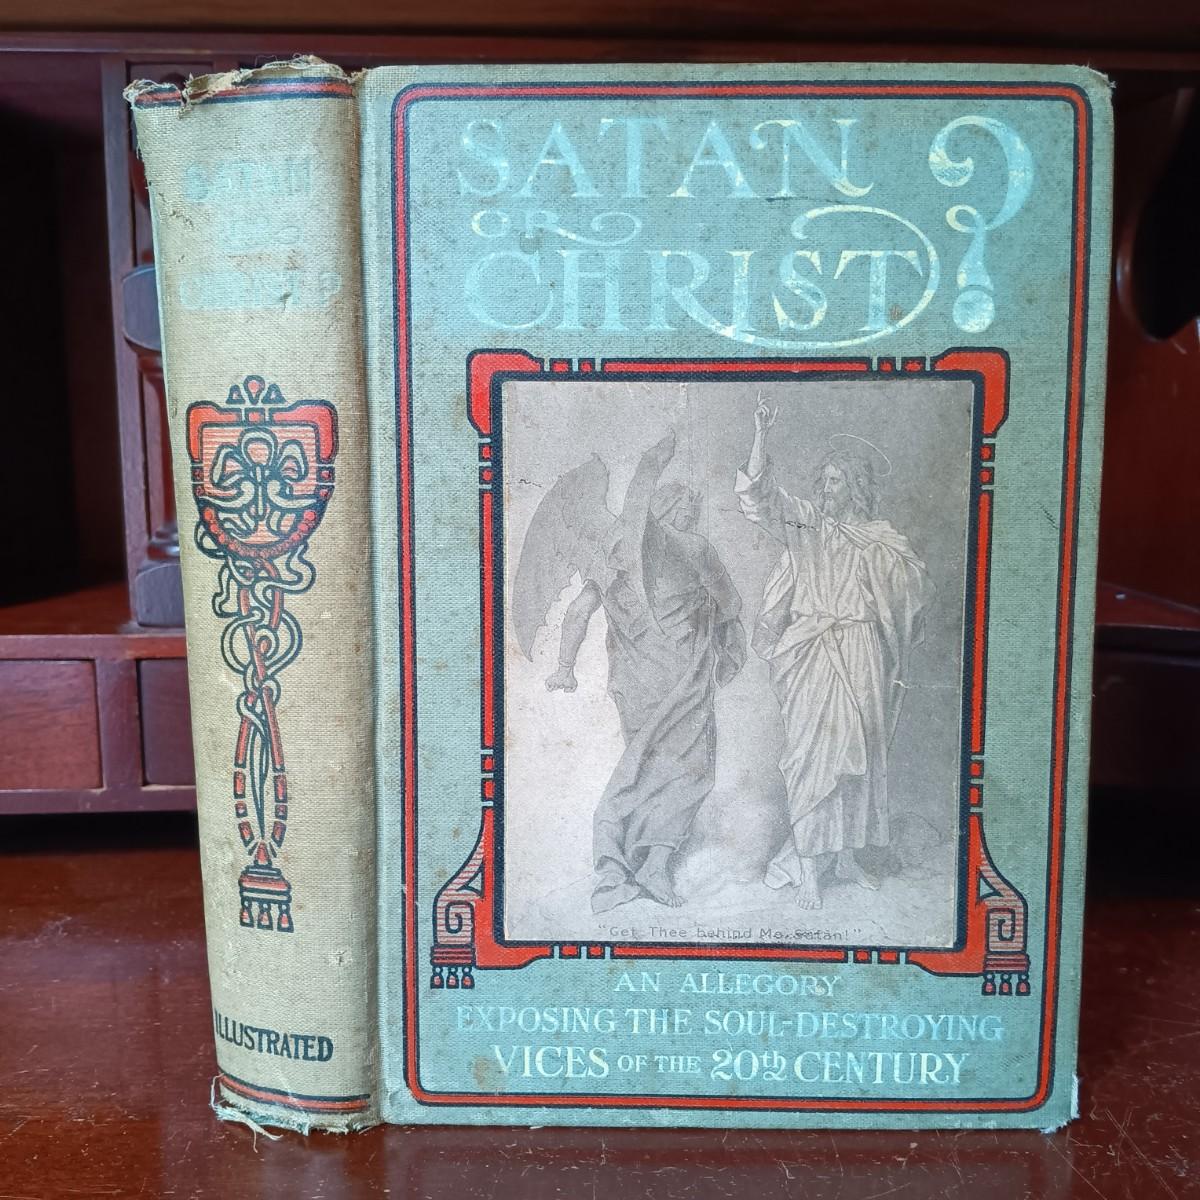 SATAN
OR
CHRIST?
SATAN
OR
CHRIST?
"Get Thee behind Me, Satan!"
AN ALLEGORY
EXPOSING THE SOUL-DESTROYING
VICES OF THE 20th CENTURY
ILLUSTRATED